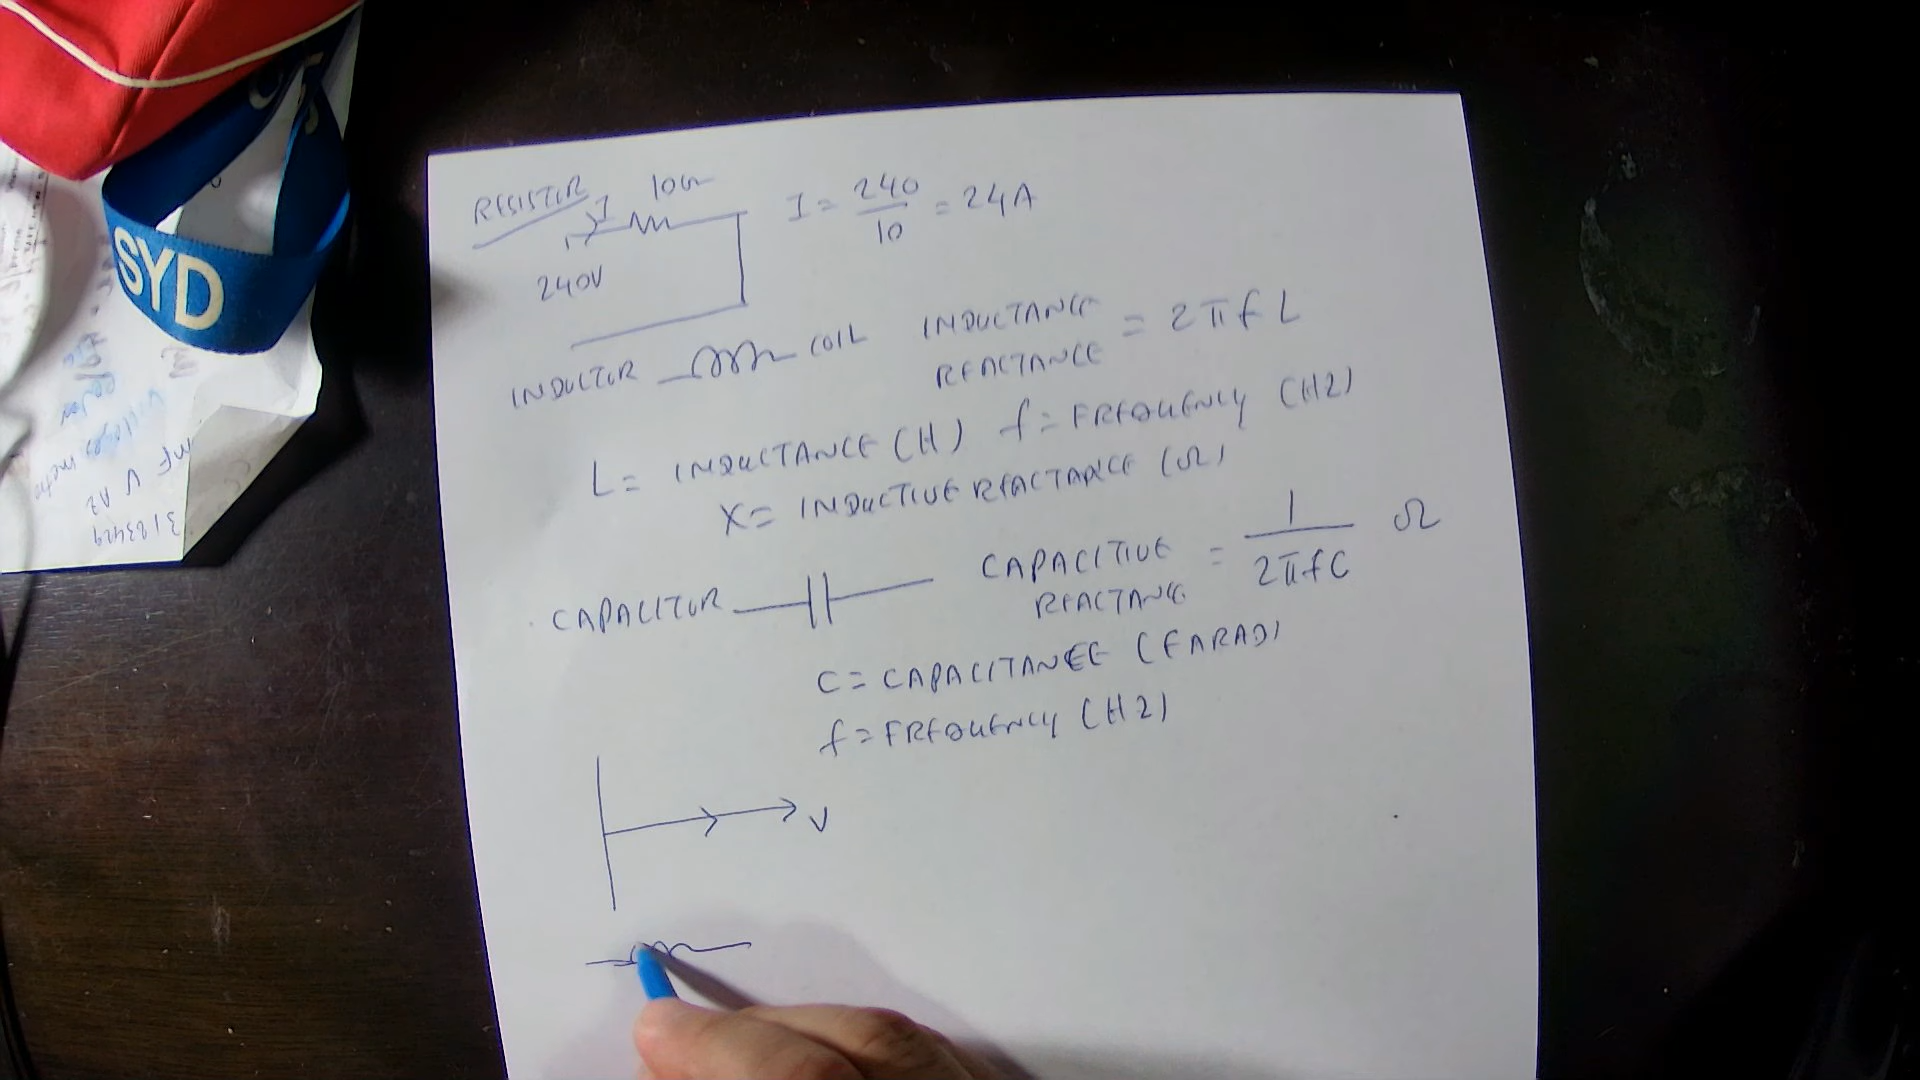 RESISTOR I 10Ω I = 240/10 = 24A
240V
INDUCTOR COIL INDUCTANCE REACTANCE = 2πfL
L = INDUCTANCE (H) f = FREQUENCY (HZ)
X = INDUCTIVE REACTANCE (Ω)
CAPACITOR CAPACITIVE REACTANCE = 1/2πfC Ω
C = CAPACITANCE (FARAD)
f = FREQUENCY (HZ)
V
SYD
3123429